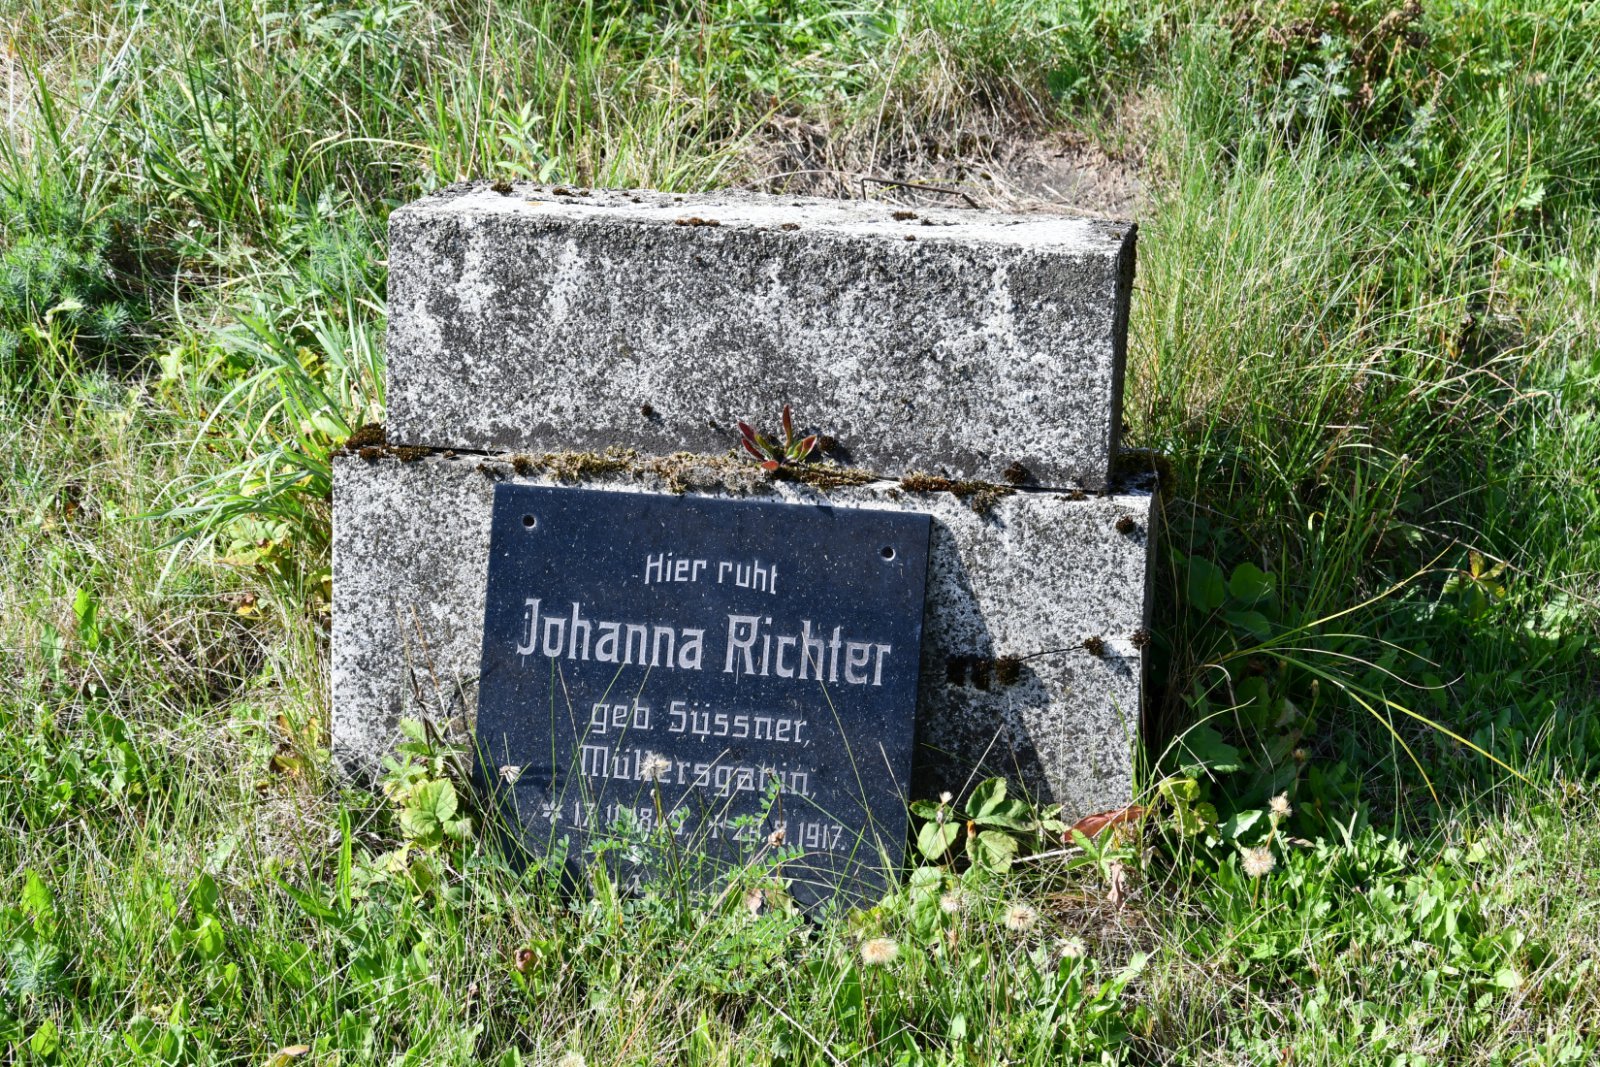 Hier ruht
Johanna Richter
geb. Süssner,
Müllersgattin,
1917.